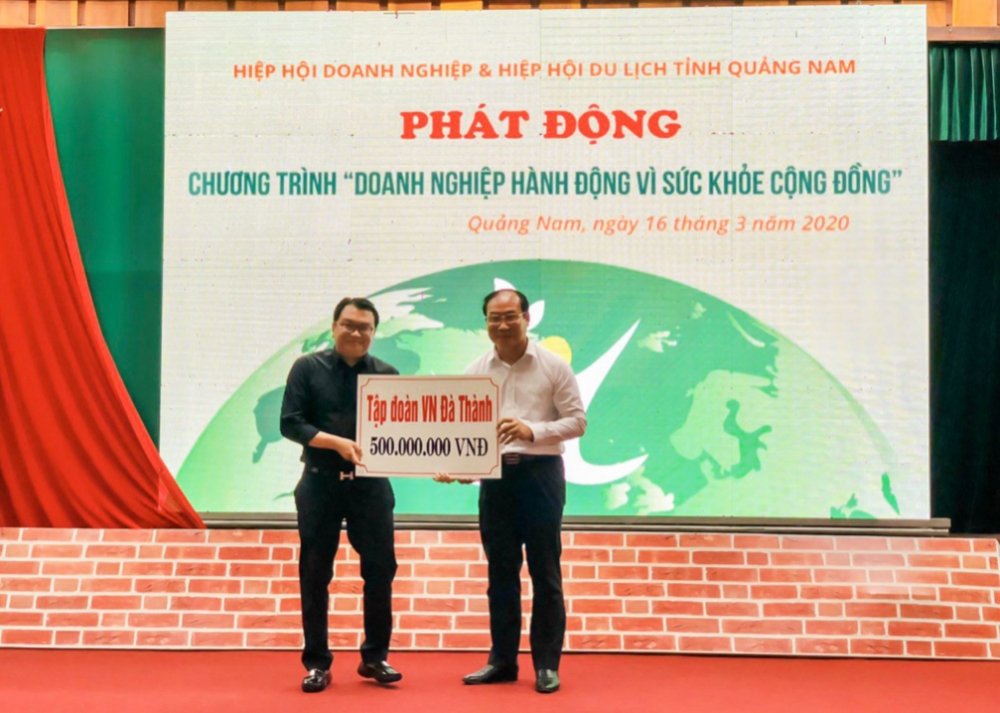 HIỆP HỘI DOANH NGHIỆP & HIỆP HỘI DU LỊCH TỈNH QUẢNG NAM
PHÁT ĐỘNG
CHƯƠNG TRÌNH “DOANH NGHIỆP HÀNH ĐỘNG VÌ SỨC KHỎE CỘNG ĐỒNG”
Quảng Nam, ngày 16 tháng 3 năm 2020
Tập đoàn VN Đà Thành
500.000.000 VNĐ